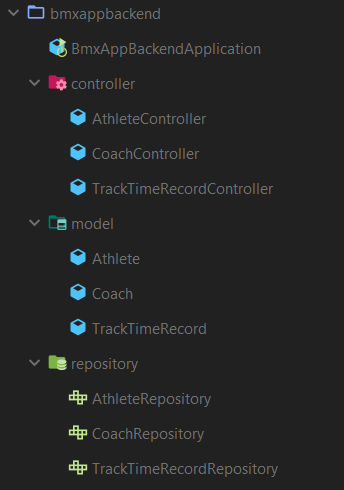 bmxappbackend
BmxAppBackendApplication
controller
AthleteController
CoachController
TrackTimeRecordController
model
Athlete
Coach
TrackTimeRecord
repository
AthleteRepository
CoachRepository
TrackTimeRecordRepository